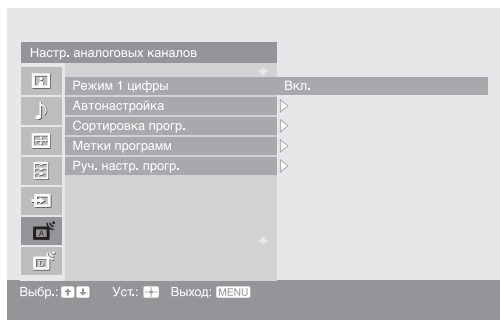 Настр. аналоговых каналов
Режим 1 цифры Вкл.
Автонастройка
Сортировка прогр.
Метки программ
Руч. настр. прогр.
A
D
Выбр.: Уст.: Выход: MENU